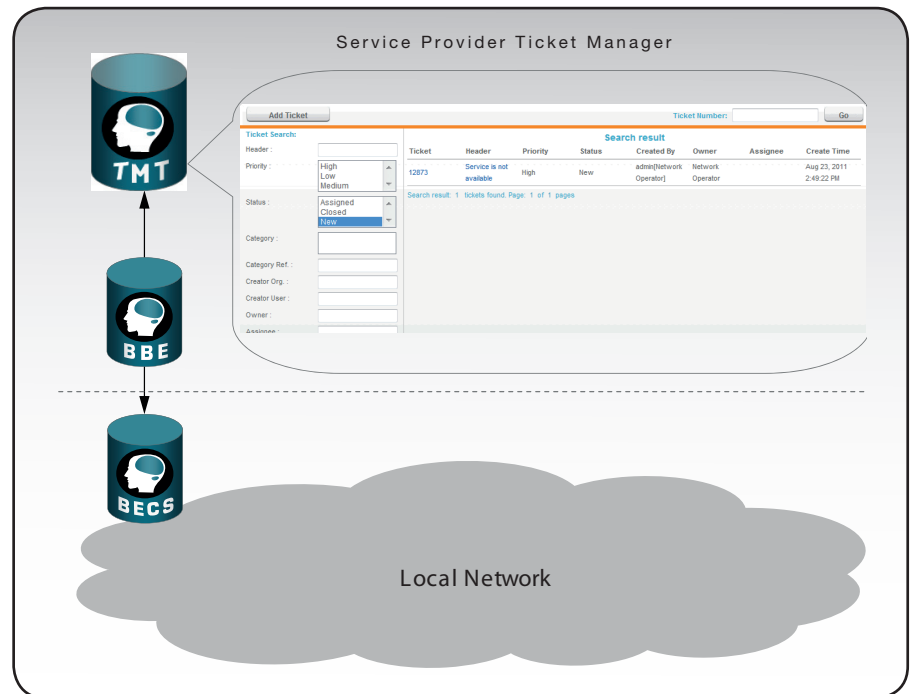 Service Provider Ticket Manager
TMT
Add Ticket
Ticket Number:
Go
Ticket Search:
Header :
Priority :
High
Low
Medium
Status :
Assigned
Closed
New
Category :
Category Ref. :
Creator Org. :
Creator User :
Owner :
Assignee :
Search result
Ticket Header Priority Status Created By Owner Assignee Create Time
12873 Service is not available High New admin[Network Operator] Network Operator Aug 23, 2011 2:49:22 PM
Search result: 1 tickets found. Page: 1 of 1 pages
BBE
BECS
Local Network